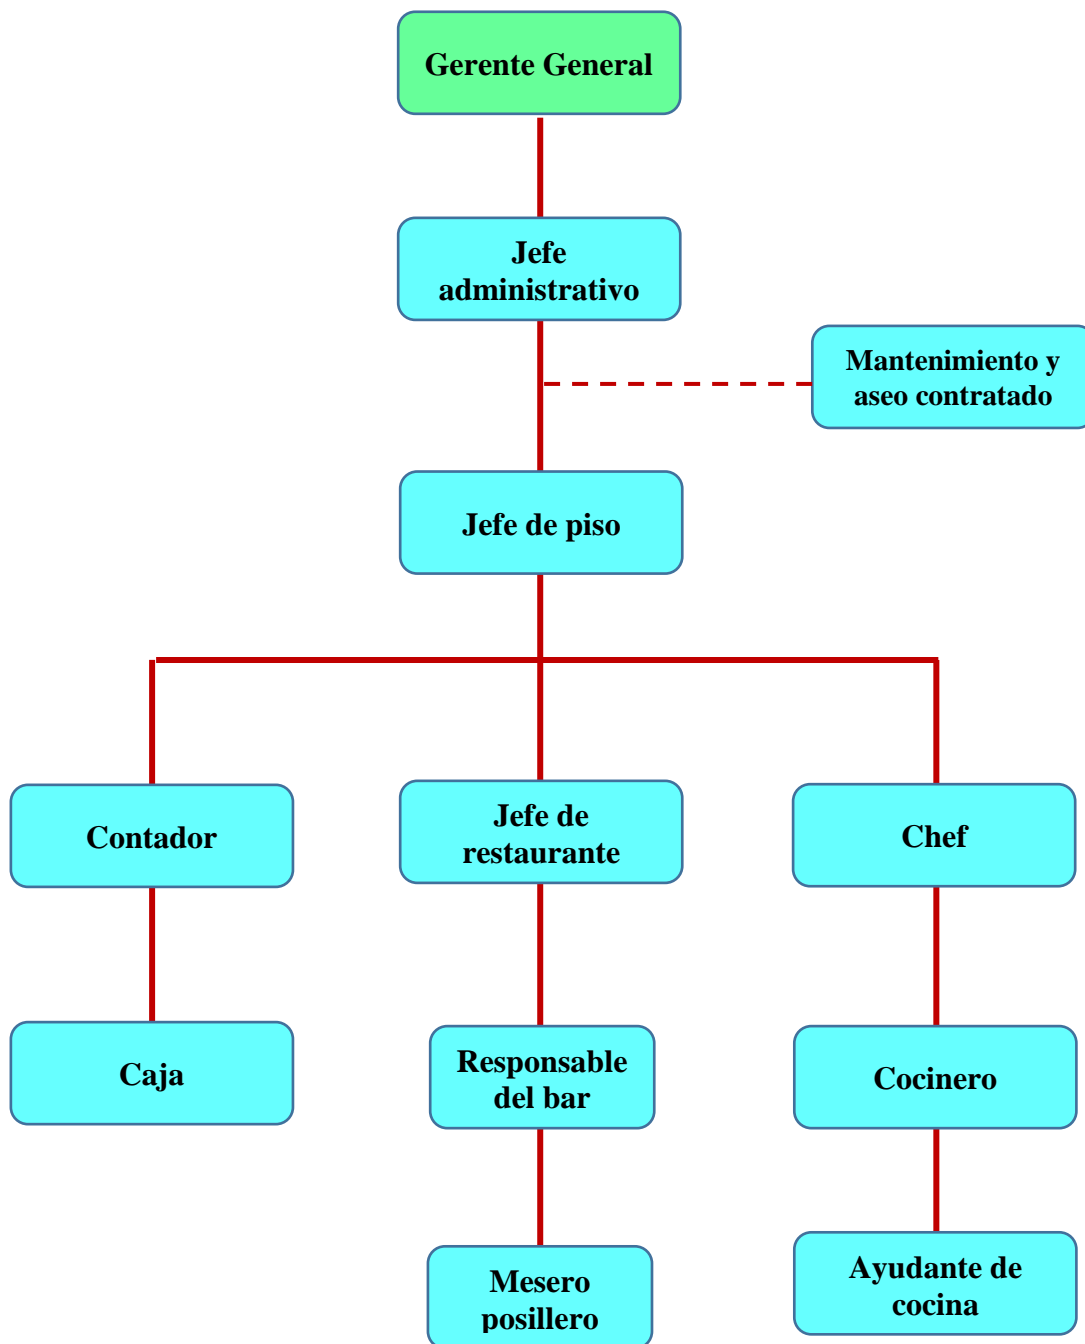 Gerente General
Jefe
administrativo
Mantenimiento y
aseo contratado
Jefe de piso
Contador
Jefe de
restaurante
Chef
Caja
Responsable
del bar
Cocinero
Mesero
posillero
Ayudante de
cocina